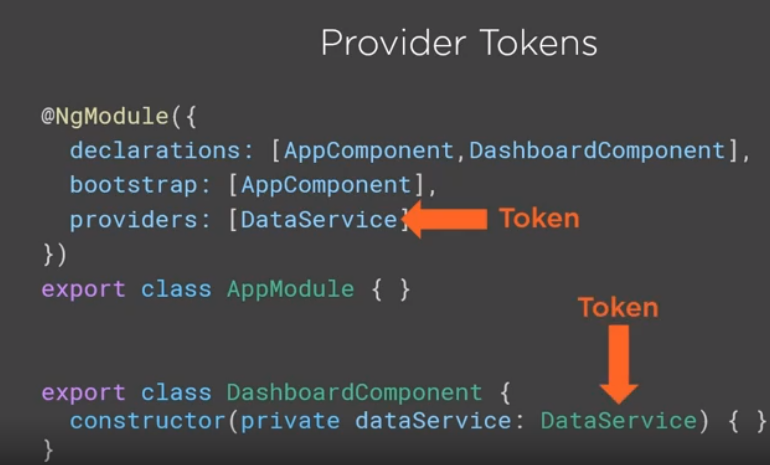 Provider Tokens
@NgModule({
  declarations: [AppComponent,DashboardComponent],
  bootstrap: [AppComponent],
  providers: [DataService] Token
})
export class AppModule { }
Token
export class DashboardComponent {
  constructor(private dataService: DataService) { }
}